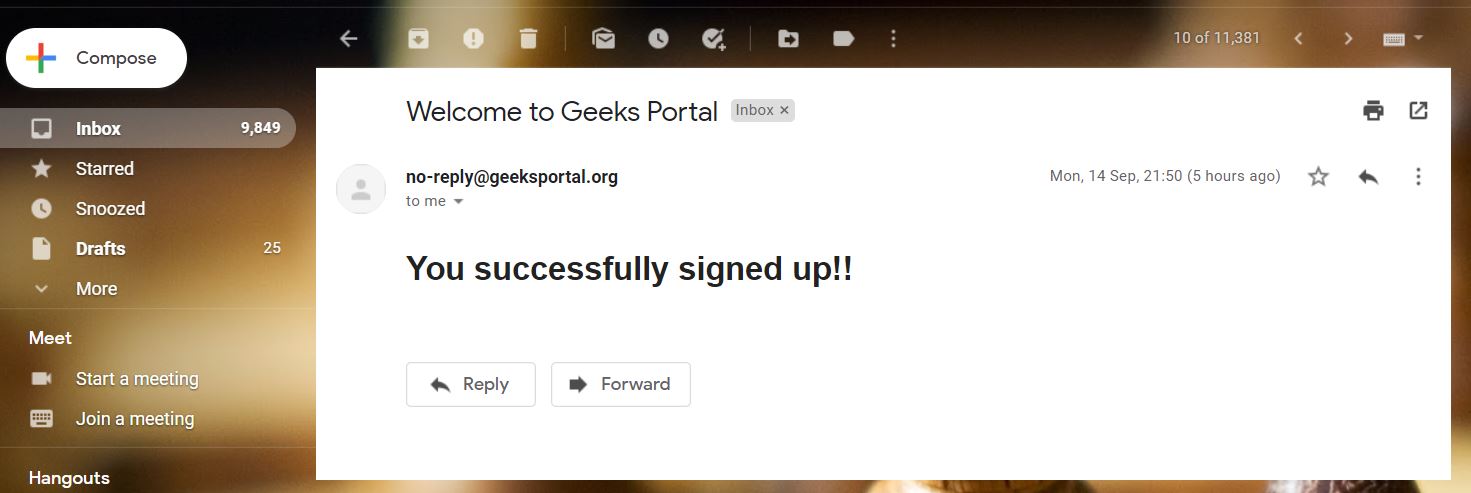 Compose
10 of 11,381
Inbox 9,849
Starred
Snoozed
Drafts 25
More
Meet
Start a meeting
Join a meeting
Hangouts
Welcome to Geeks Portal Inbox ×
no-reply@geeksportal.org Mon, 14 Sep, 21:50 (5 hours ago)
to me
You successfully signed up!!
Reply Forward